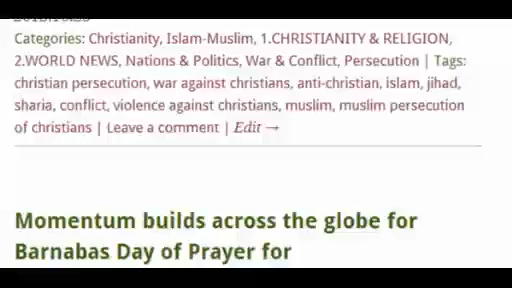 Categories: Christianity, Islam-Muslim, 1.CHRISTIANITY & RELIGION,
2.WORLD NEWS, Nations & Politics, War & Conflict, Persecution | Tags:
christian persecution, war against christians, anti-christian, islam, jihad,
sharia, conflict, violence against christians, muslim, muslim persecution
of christians | Leave a comment | Edit →
Momentum builds across the globe for
Barnabas Day of Prayer for